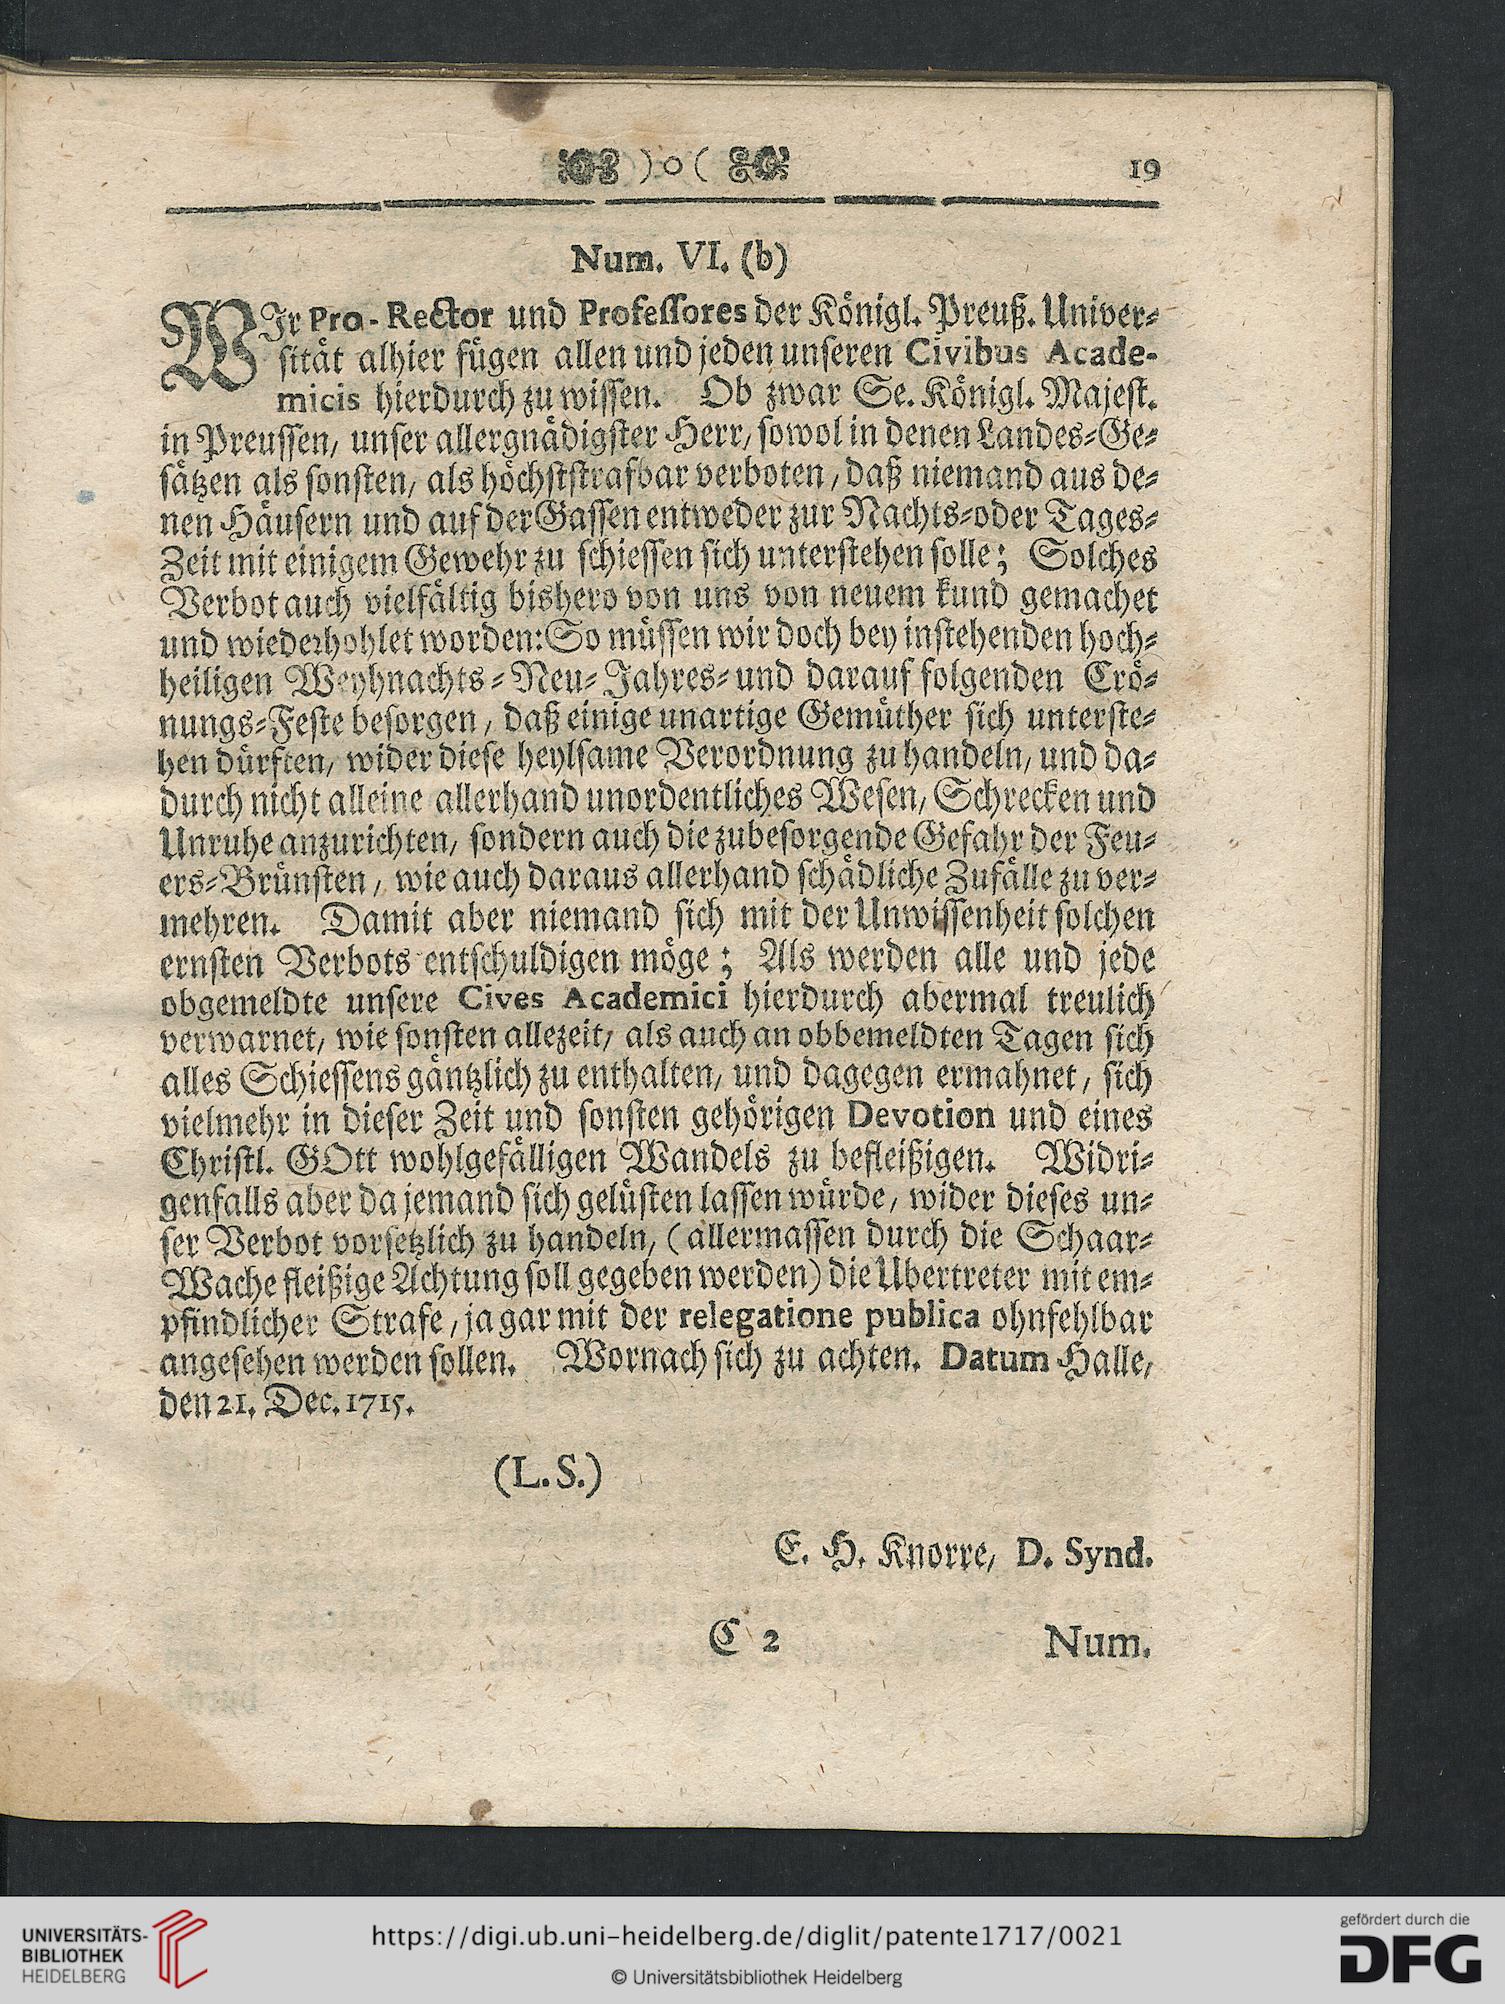 )o( 19
Num. VI. (b)
WJr Pro-Rector und Professores der Königl. Preuß. Univer-
sität alhier fügen allen und jeden unseren Civibus Acade-
micis hierdurch zu wissen. Ob zwar Se. Königl. Majest.
in Preussen, unser allergnädigster Herr, sowol in denen Landes-Ge-
sätzen als sonsten, als höchststrafbar verboten, daß niemand aus de-
nen Häusern und auf der Gassen entweder zur Nachts-oder Tages-
Zeit mit einigem Gewehr zu schiessen sich unterstehen solle; Solches
Verbot auch vielfältig bishero von uns von neuem kund gemachet
und wiederhohlet worden: So müssen wir doch bey instehenden hoch-
heiligen Weyhnachts-Neu-Jahres-und darauf folgenden Crö-
nungs-Feste besorgen, daß einige unartige Gemüther sich unterste-
hen dürften, wider diese heylsame Verordnung zu handeln, und da-
durch nicht alleine allerhand unordentliches Wesen, Schrecken und
Unruhe anzurichten, sondern auch die zubesorgende Gefahr der Feu-
ers-Brünsten, wie auch daraus allerhand schädliche Zufälle zu ver-
mehren. Damit aber niemand sich mit der Unwissenheit solchen
ernsten Verbots entschuldigen möge; Als werden alle und jede
obgemeldte unsere Cives Academici hierdurch abermal treulich
verwarnet, wie sonsten allezeit, als auch an obbemeldten Tagen sich
alles Schiessens gäntzlich zu enthalten, und dagegen ermahnet, sich
vielmehr in dieser Zeit und sonsten gehörigen Devotion und eines
Christl. GOtt wohlgefälligen Wandels zu befleißigen. Widri-
genfalls aber da jemand sich gelüsten lassen würde, wider dieses un-
ser Verbot vorsetzlich zu handeln, (allermassen durch die Schaar-
Wache fleißige Achtung soll gegeben werden) die Ubertreter mit em-
pfindlicher Strafe, ja gar mit der relegatione publica ohnfehlbar
angesehen werden sollen. Wornach sich zu achten. Datum Halle,
den 21. Dec. 1715.
(L.S.)
E. H. Knorre, D. Synd.
C 2 Num.
UNIVERSITÄTS-
BIBLIOTHEK
HEIDELBERG
https://digi.ub.uni-heidelberg.de/diglit/patente1717/0021
© Universitätsbibliothek Heidelberg
gefördert durch die
DFG